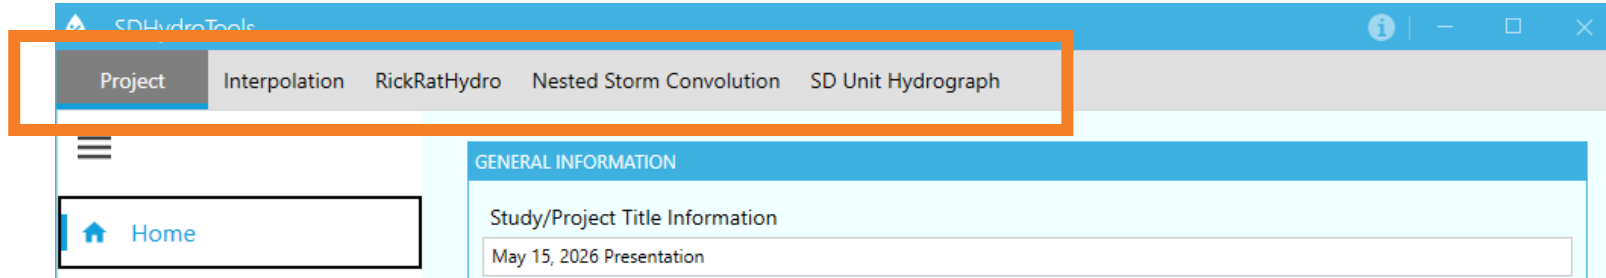 SDHydroTools
Project Interpolation RickRatHydro Nested Storm Convolution SD Unit Hydrograph
GENERAL INFORMATION
Study/Project Title Information
Home
May 15, 2026 Presentation